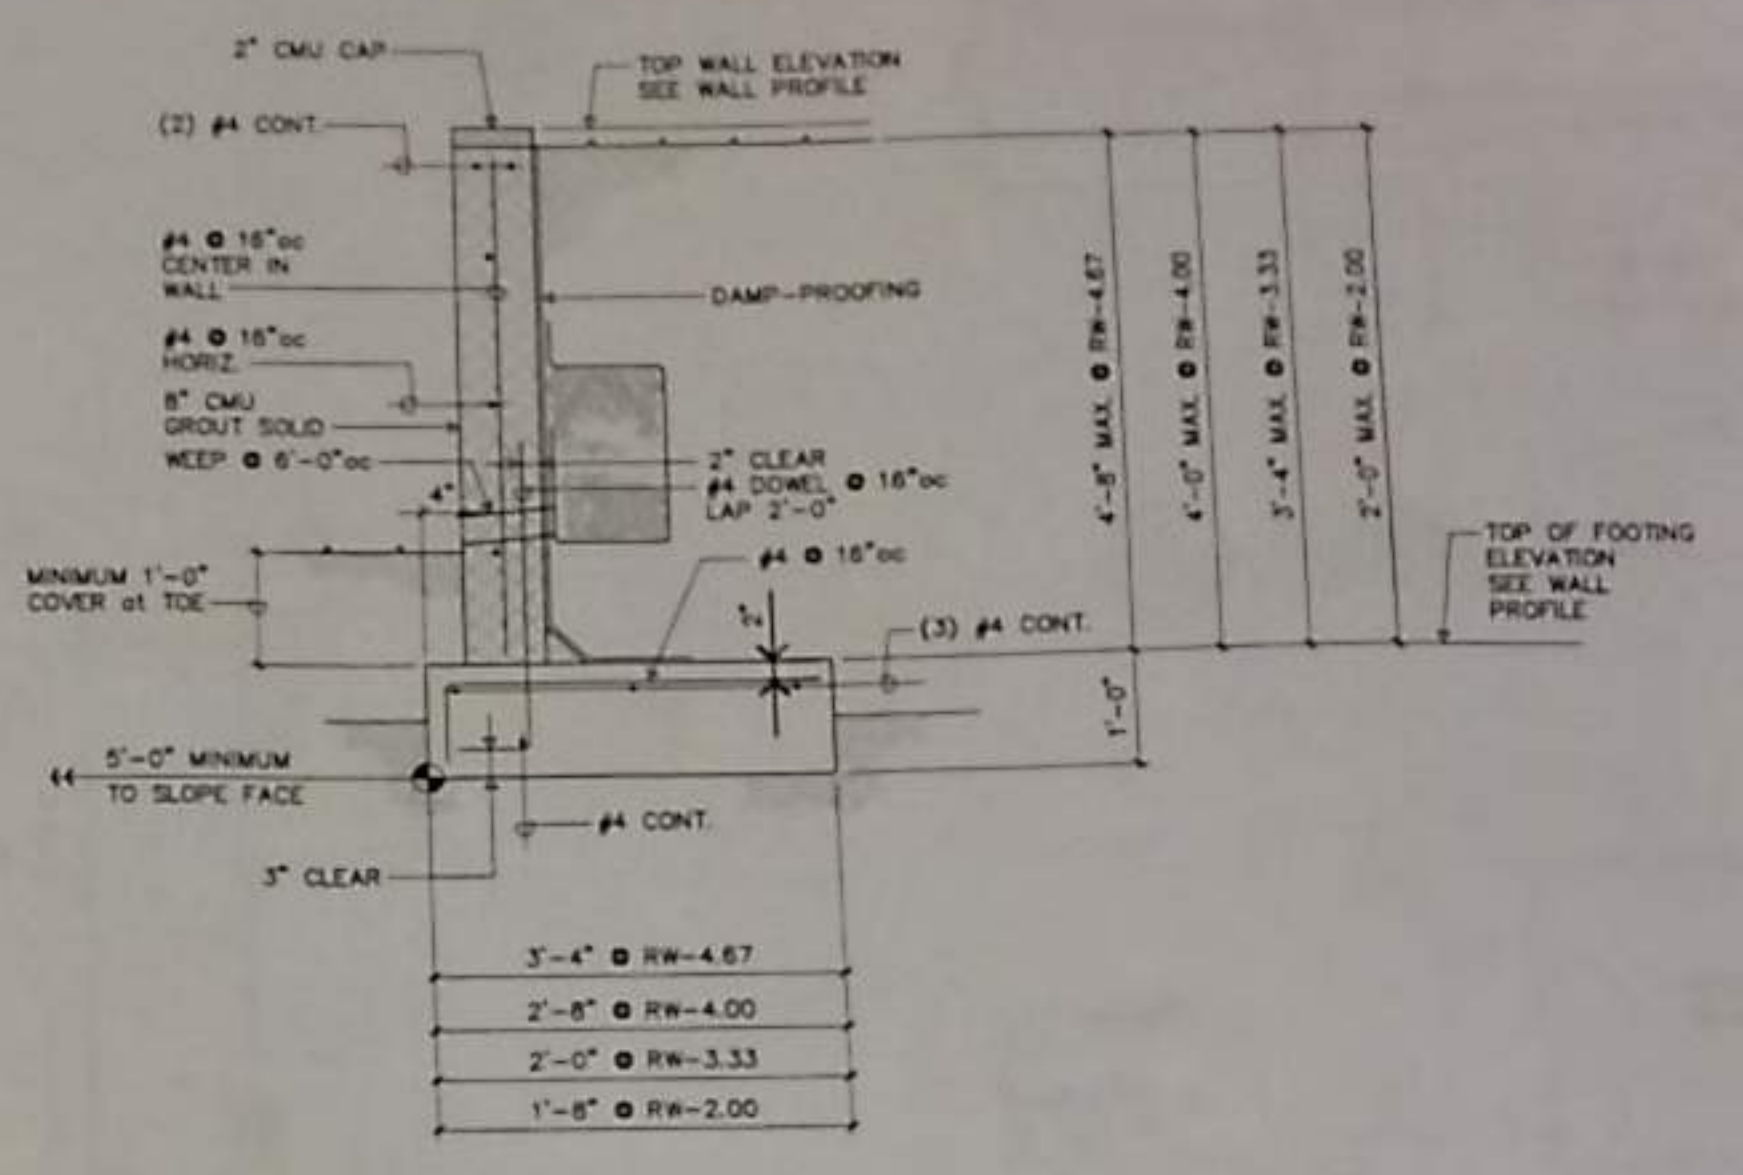 2" CMU CAP
TOP WALL ELEVATION
SEE WALL PROFILE
(2) #4 CONT.
#4 @ 16"oc
CENTER IN
WALL
DAMP-PROOFING
#4 @ 16"oc
HORIZ.
8" CMU
GROUT SOLID
WEEP @ 6'-0"oc
2" CLEAR
#4 DOWEL @ 16"oc
LAP 2'-0"
4"
#4 @ 16"oc
4'-8" MAX. @ RW-4.67
4'-0" MAX @ RW-4.00
3'-4" MAX @ RW-3.33
2'-0" MAX @ RW-2.00
TOP OF FOOTING
ELEVATION
SEE WALL
PROFILE
MINIMUM 1'-0"
COVER at TOE
(3) #4 CONT.
1'-0"
5'-0" MINIMUM
TO SLOPE FACE
#4 CONT.
3" CLEAR
3'-4" @ RW-4.67
2'-8" @ RW-4.00
2'-0" @ RW-3.33
1'-8" @ RW-2.00